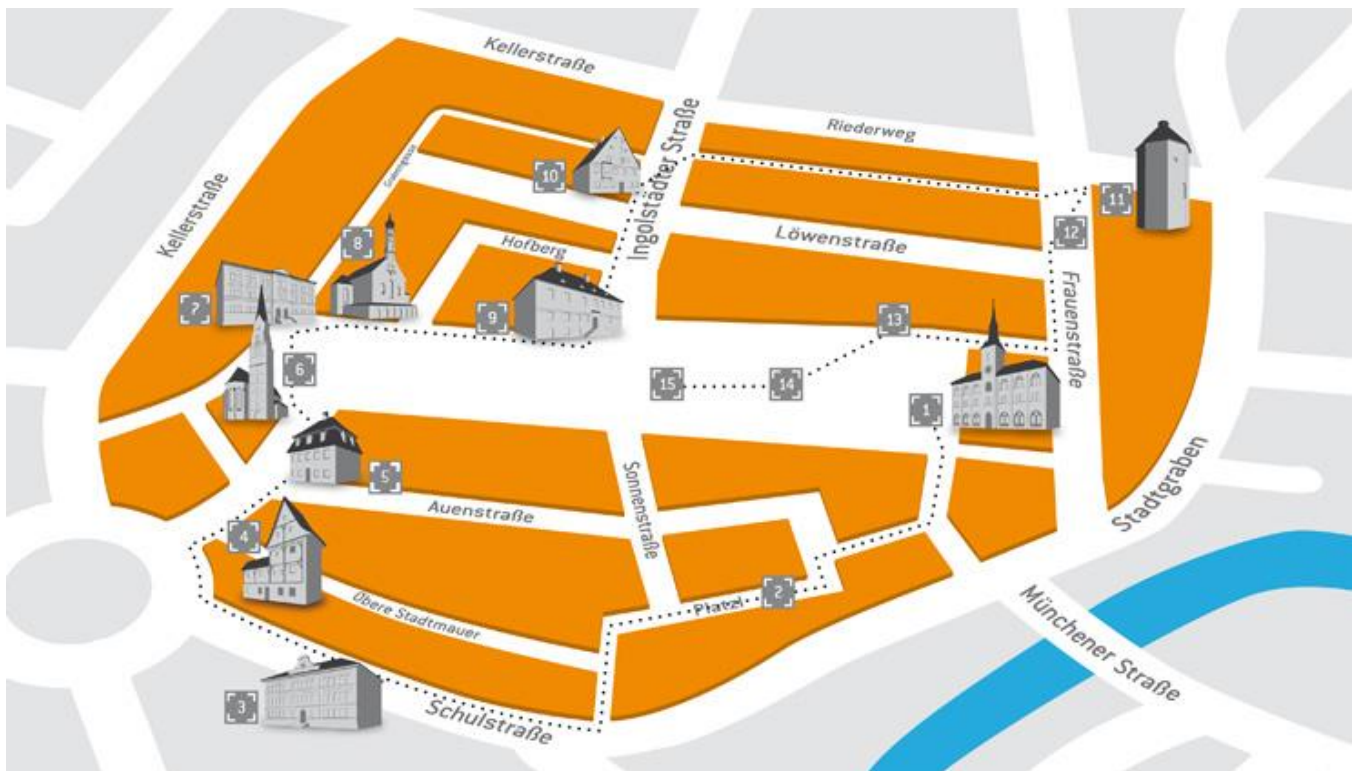 Kellerstraße
Ingolstädter Straße
Riederweg
Kellerstraße
Grabengasse
10
11
12
8
Hofberg
Löwenstraße
7
9
13
Frauenstraße
6
15
14
1
5
Sonnenstraße
Stadtgraben
Auenstraße
4
2
Platzl
Obere Stadtmauer
Münchener Straße
3
Schulstraße